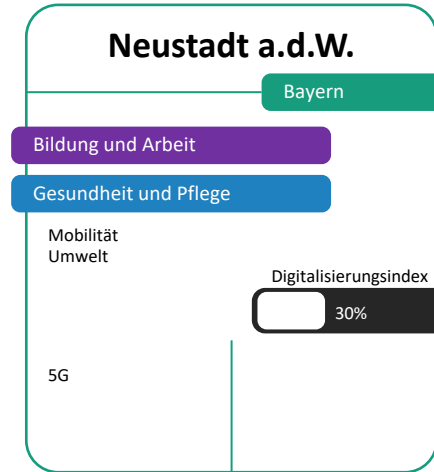 Neustadt a.d.W.
Bayern
Bildung und Arbeit
Gesundheit und Pflege
Mobilität
Umwelt
Digitalisierungsindex
30%
5G